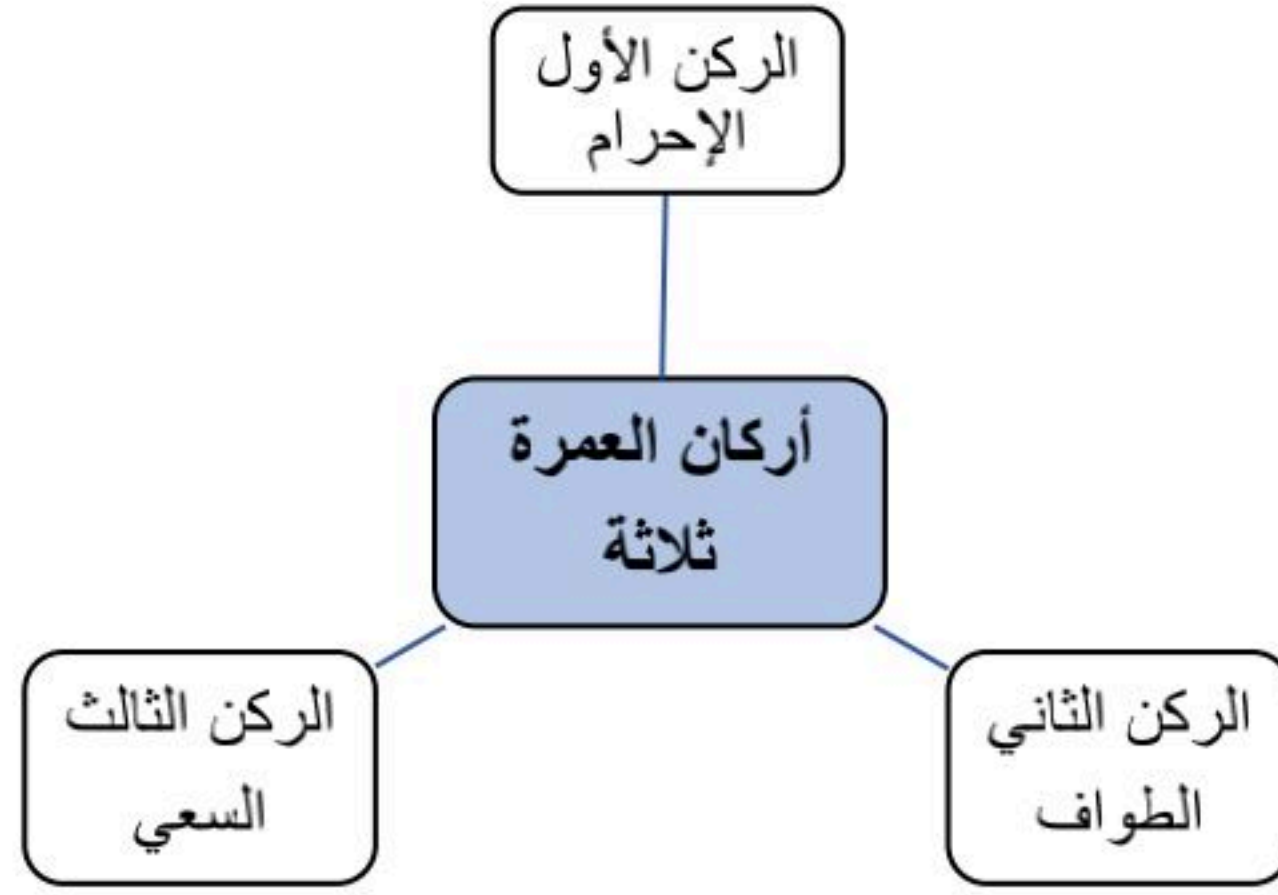 الركن الأول
الإحرام
أركان العمرة
ثلاثة
الركن الثاني
الطواف
الركن الثالث
السعي